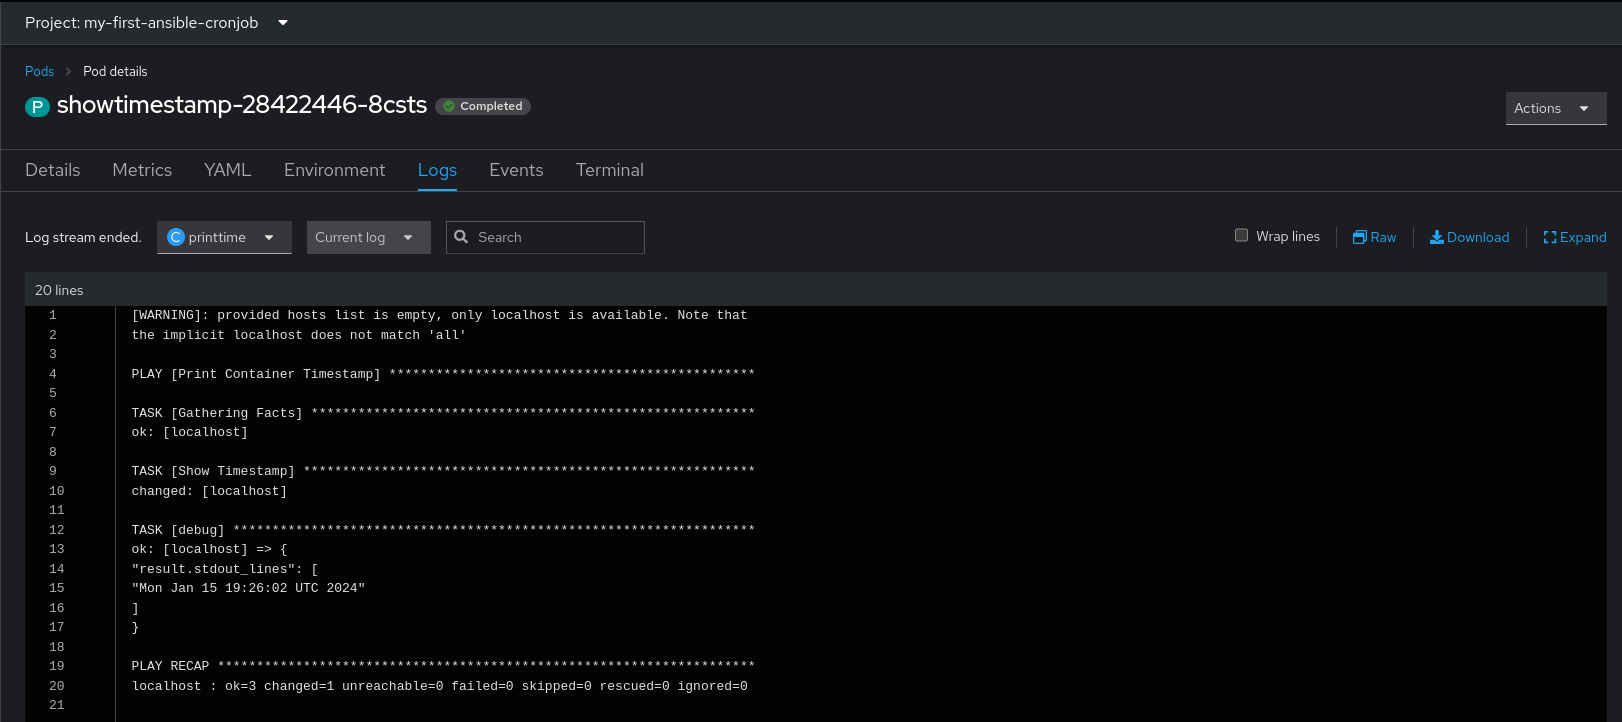 Project: my-first-ansible-cronjob
Pods Pod details
P showtimestamp-28422446-8csts Completed
Actions
Details Metrics YAML Environment Logs Events Terminal
Log stream ended. C printtime Current log Search Wrap lines Raw Download Expand
20 lines
1 [WARNING]: provided hosts list is empty, only localhost is available. Note that
2 the implicit localhost does not match 'all'
3
4 PLAY [Print Container Timestamp] ***********************************************
5
6 TASK [Gathering Facts] *********************************************************
7 ok: [localhost]
8
9 TASK [Show Timestamp] **********************************************************
10 changed: [localhost]
11
12 TASK [debug] *******************************************************************
13 ok: [localhost] => {
14 "result.stdout_lines": [
15 "Mon Jan 15 19:26:02 UTC 2024"
16 ]
17 }
18
19 PLAY RECAP *********************************************************************
20 localhost : ok=3 changed=1 unreachable=0 failed=0 skipped=0 rescued=0 ignored=0
21